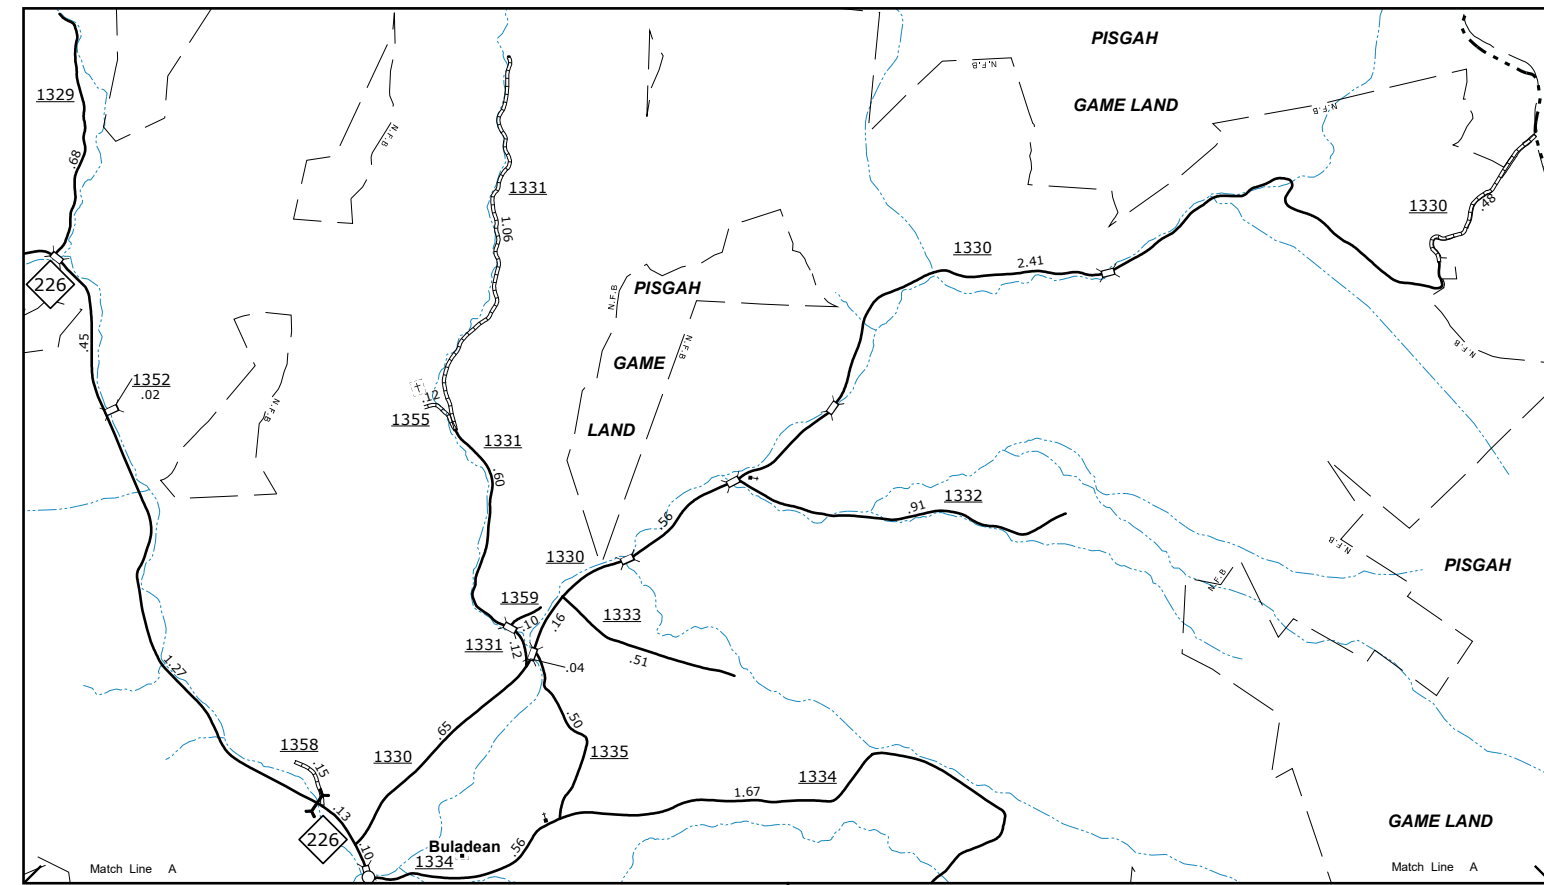 PISGAH
N.F.B
GAME LAND
1329
N.F.B
N.F.B
.68
1331
1330
.48
1.06
1330
2.41
226
PISGAH
N.F.B
.45
N.F.B
N.F.B
GAME
1352
.02
.12
1355
N.F.B
LAND
1331
.60
1332
.91
.56
N.F.B
1330
PISGAH
N.F.B
1359
.10
.16
1333
1331
.12
.51
.04
1.27
.50
.65
1358
1330
1335
.15
1334
1.67
.13
226
GAME LAND
.10
Buladean
.56
1334
Match Line A
Match Line A